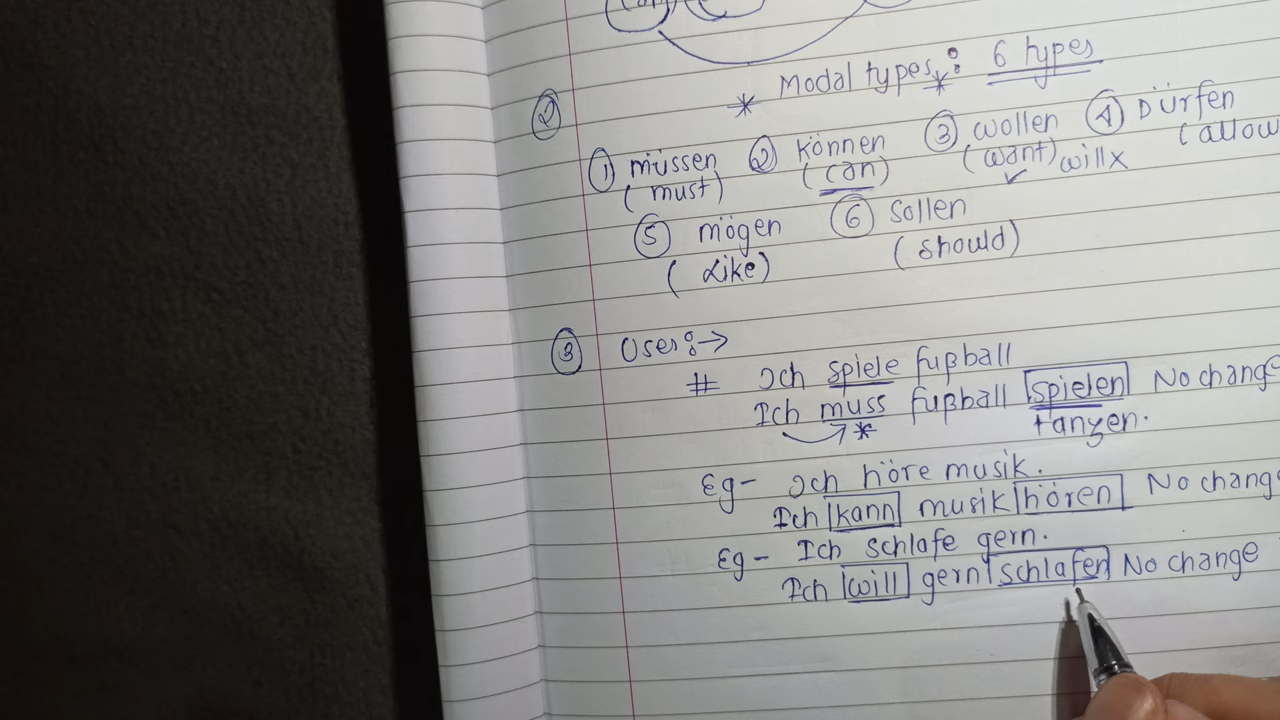 ② * Modal types * : 6 types
① müssen ② können ③ wollen ④ Dürfen
(must) (can) (want) willx (allow
⑤ mögen ⑥ Sollen
(Like) (should)
③ Uses :→
# Ich spiele fußball
Ich muss fußball spielen No change
* tanzen.
Eg- Ich höre musik.
Ich kann musik hören No change
Eg- Ich schlafe gern.
Ich will gern schlafen No change